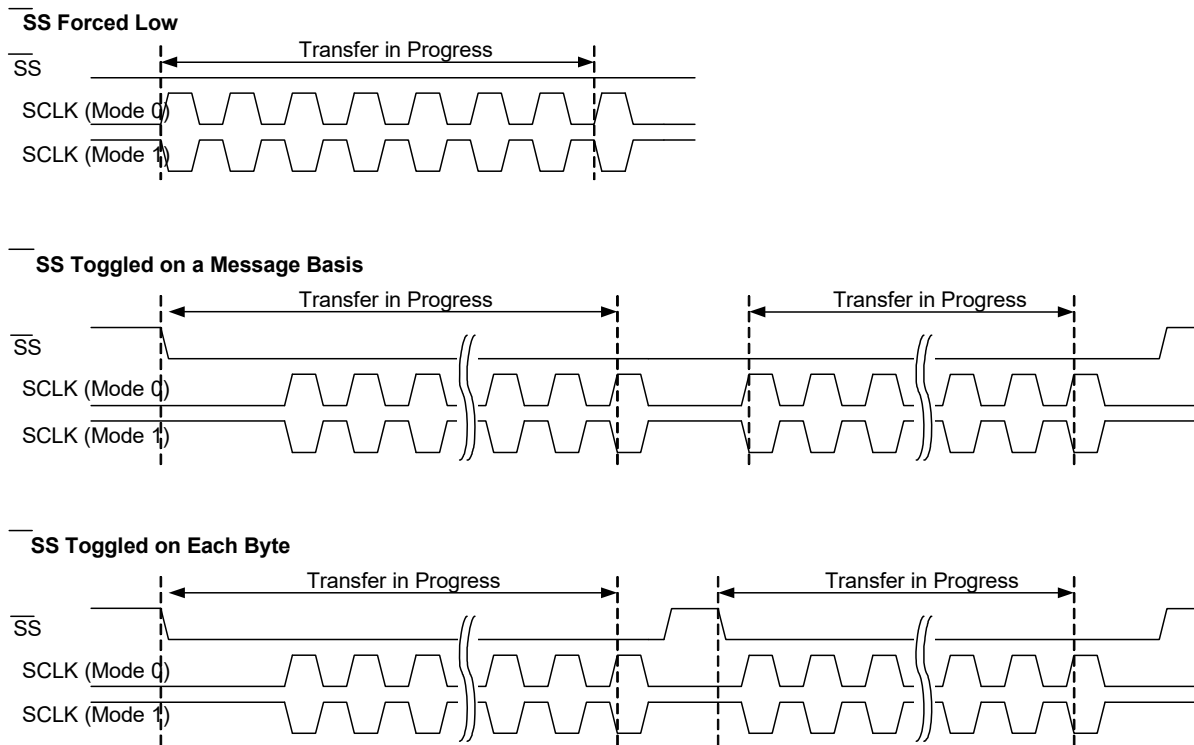 SS Forced Low
Transfer in Progress
SS
SCLK (Mode 0)
SCLK (Mode 1)
SS Toggled on a Message Basis
Transfer in Progress Transfer in Progress
SS
SCLK (Mode 0)
SCLK (Mode 1)
SS Toggled on Each Byte
Transfer in Progress Transfer in Progress
SS
SCLK (Mode 0)
SCLK (Mode 1)